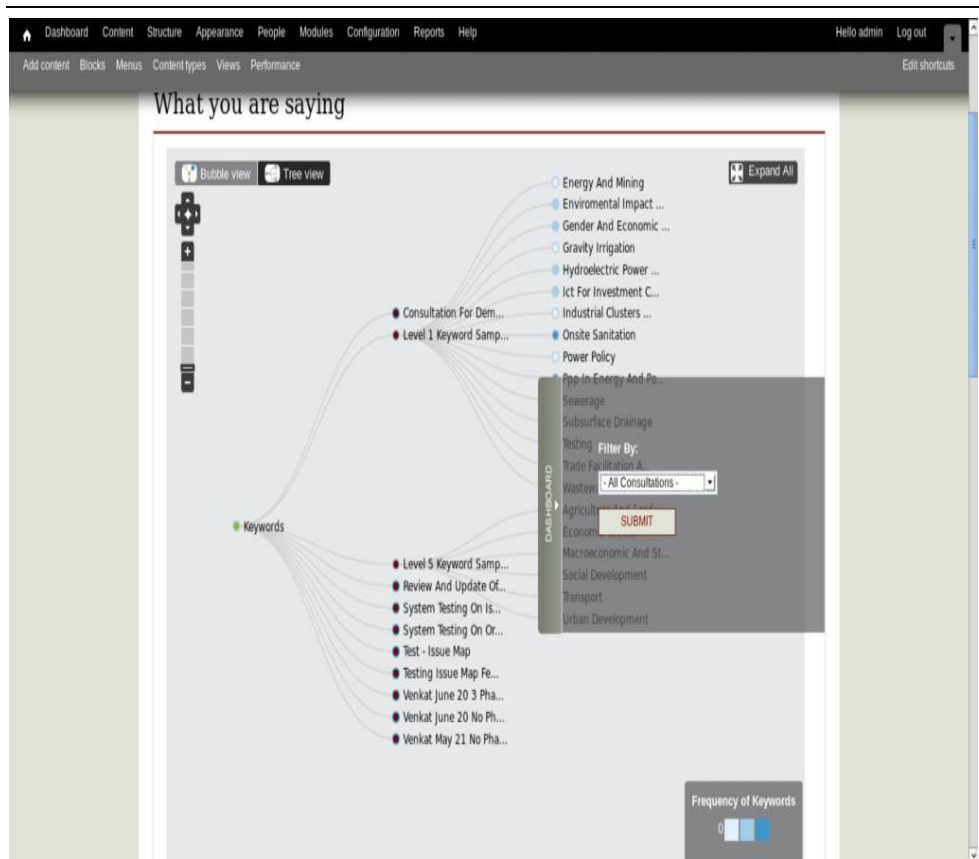 Dashboard Content Structure Appearance People Modules Configuration Reports Help Hello admin Log out
Add content Blocks Menus Content types Views Performance Edit shortcuts
What you are saying
Bubble view Tree view Expand All
Energy And Mining
Enviromental Impact ...
Gender And Economic ...
Gravity Irrigation
Hydroelectric Power ...
Ict For Investment C...
Consultation For Dem... Industrial Clusters ...
Level 1 Keyword Samp... Onsite Sanitation
Power Policy
Ppp In Energy And Po...
Sewerage
Subsurface Drainage
Testing
Filter By:
Trade Facilitation A...
- All Consultations -
DASHBOARD
SUBMIT
Keywords
Macroeconomic And St...
Level 5 Keyword Samp...
Social Development
Review And Update Of...
Transport
System Testing On Is...
Urban Development
System Testing On Or...
Test - Issue Map
Testing Issue Map Fe...
Venkat June 20 3 Pha...
Venkat June 20 No Ph...
Venkat May 21 No Pha...
Frequency of Keywords
0